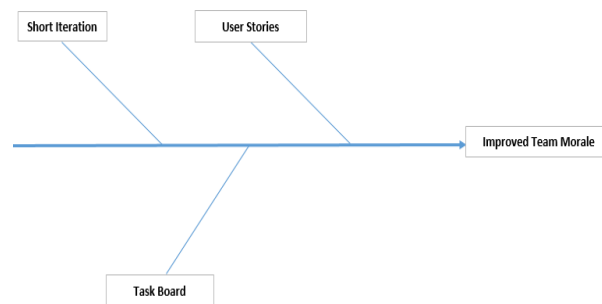 Short Iteration
User Stories
Improved Team Morale
Task Board